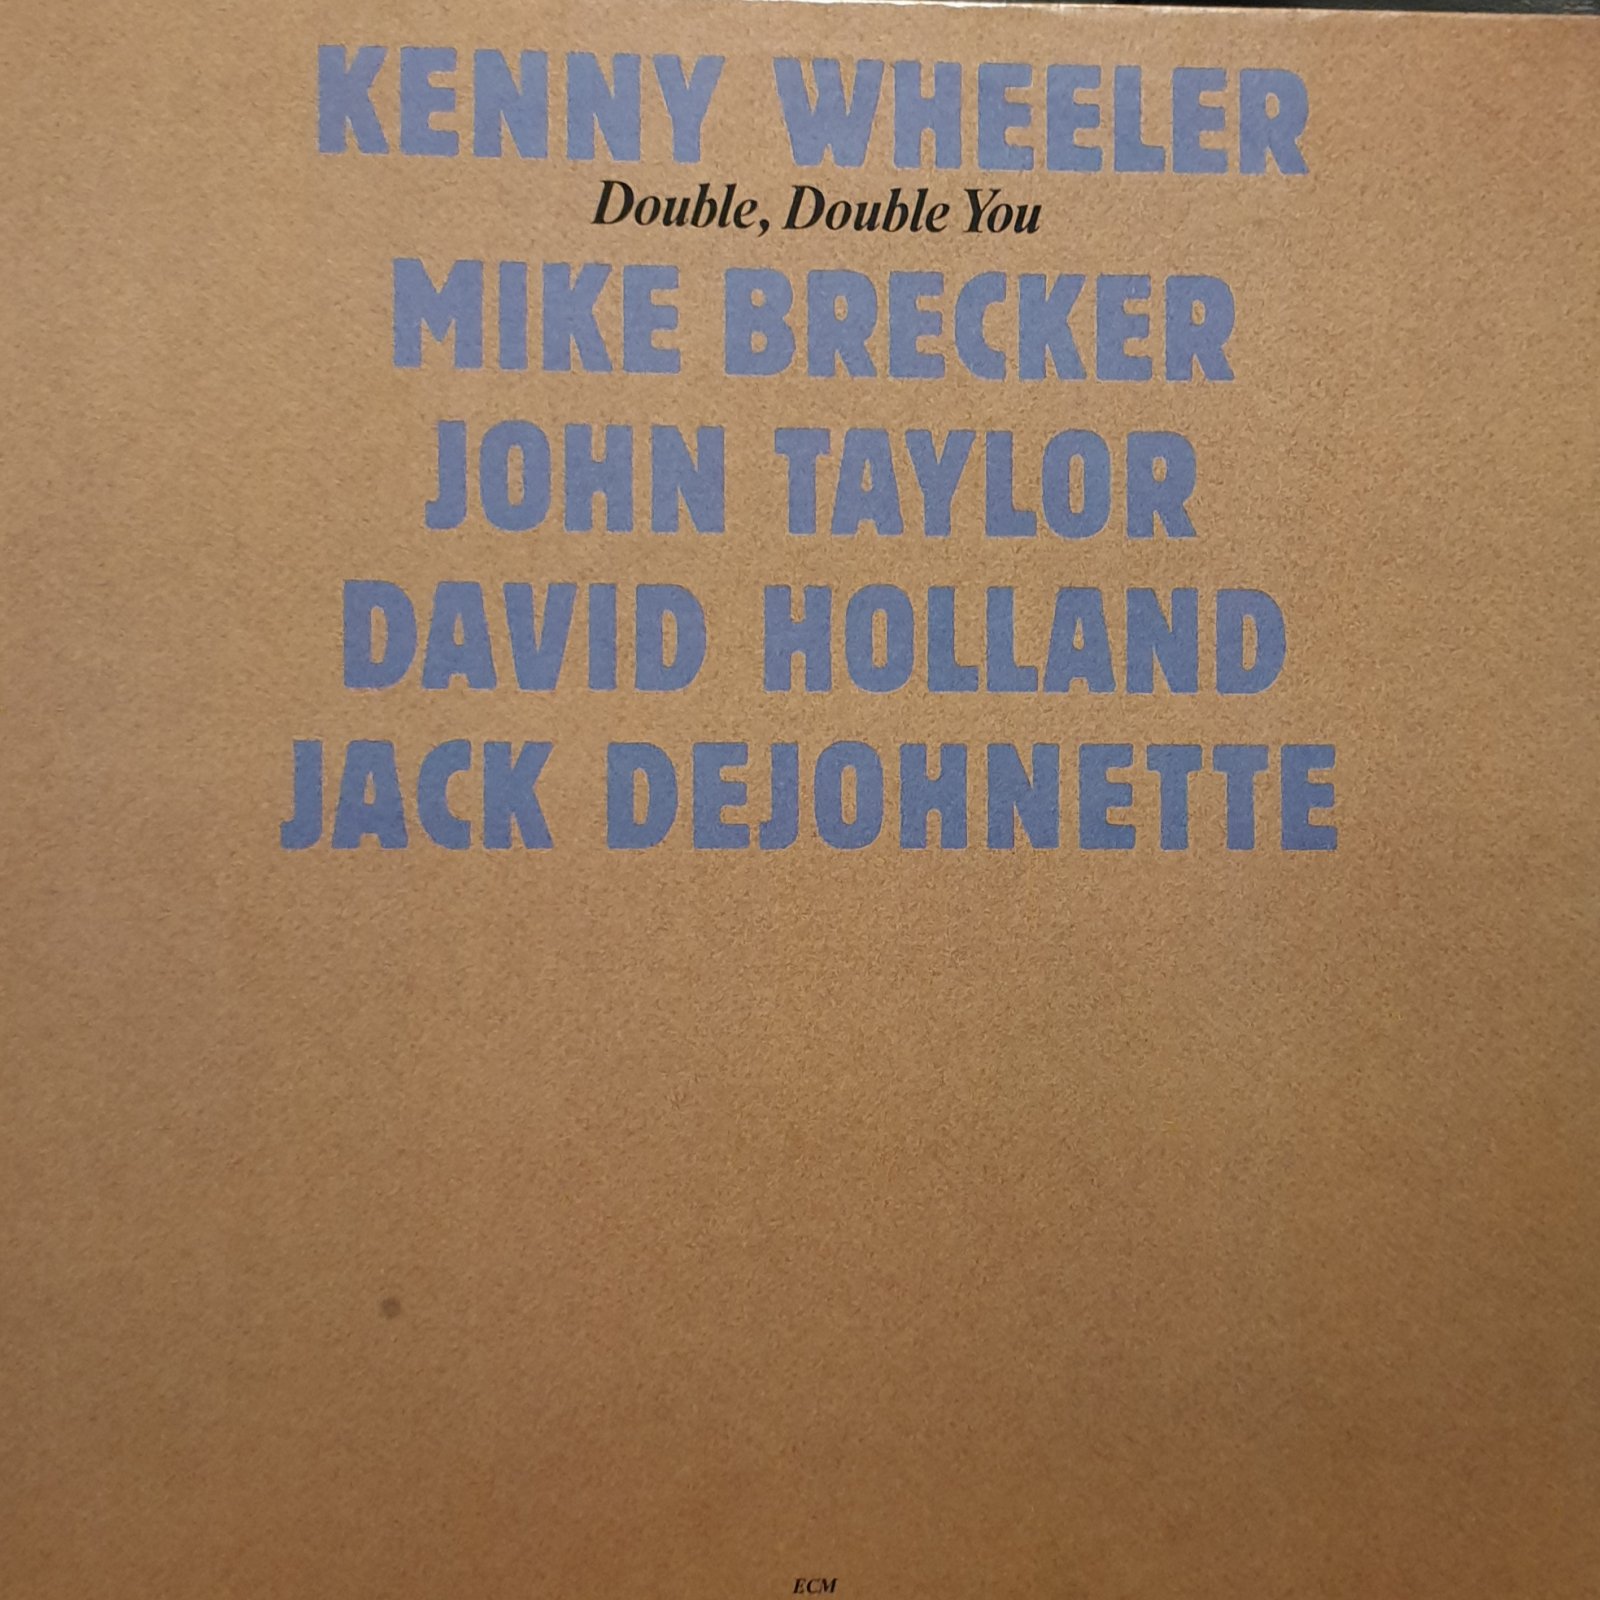 KENNY WHEELER
Double, Double You
MIKE BRECKER
JOHN TAYLOR
DAVID HOLLAND
JACK DEJOHNETTE
ECM